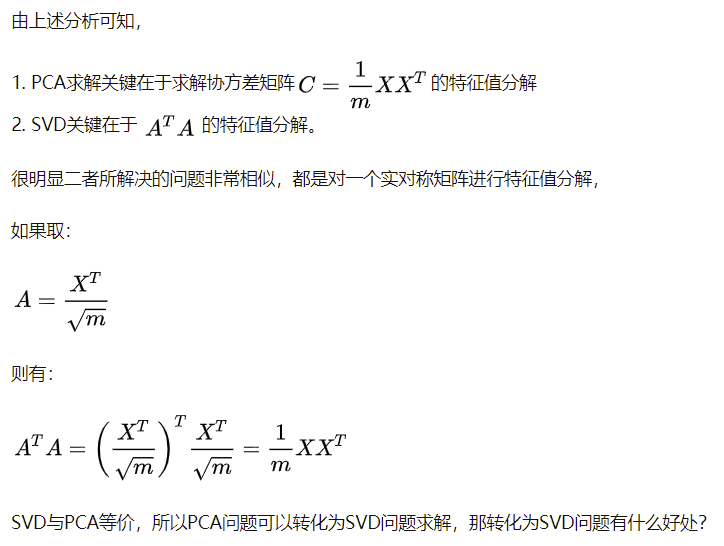 由上述分析可知，
1. PCA求解关键在于求解协方差矩阵 $C = \frac{1}{m} X X^T$ 的特征值分解
2. SVD关键在于 $A^T A$ 的特征值分解。
很明显二者所解决的问题非常相似，都是对一个实对称矩阵进行特征值分解，
如果取：
$A = \frac{X^T}{\sqrt{m}}$
则有：
$A^T A = \left( \frac{X^T}{\sqrt{m}} \right)^T \frac{X^T}{\sqrt{m}} = \frac{1}{m} X X^T$
SVD与PCA等价，所以PCA问题可以转化为SVD问题求解，那转化为SVD问题有什么好处？